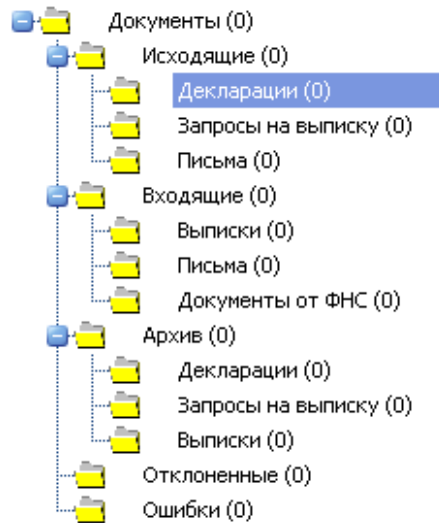 Документы (0)
Исходящие (0)
Декларации (0)
Запросы на выписку (0)
Письма (0)
Входящие (0)
Выписки (0)
Письма (0)
Документы от ФНС (0)
Архив (0)
Декларации (0)
Запросы на выписку (0)
Выписки (0)
Отклоненные (0)
Ошибки (0)